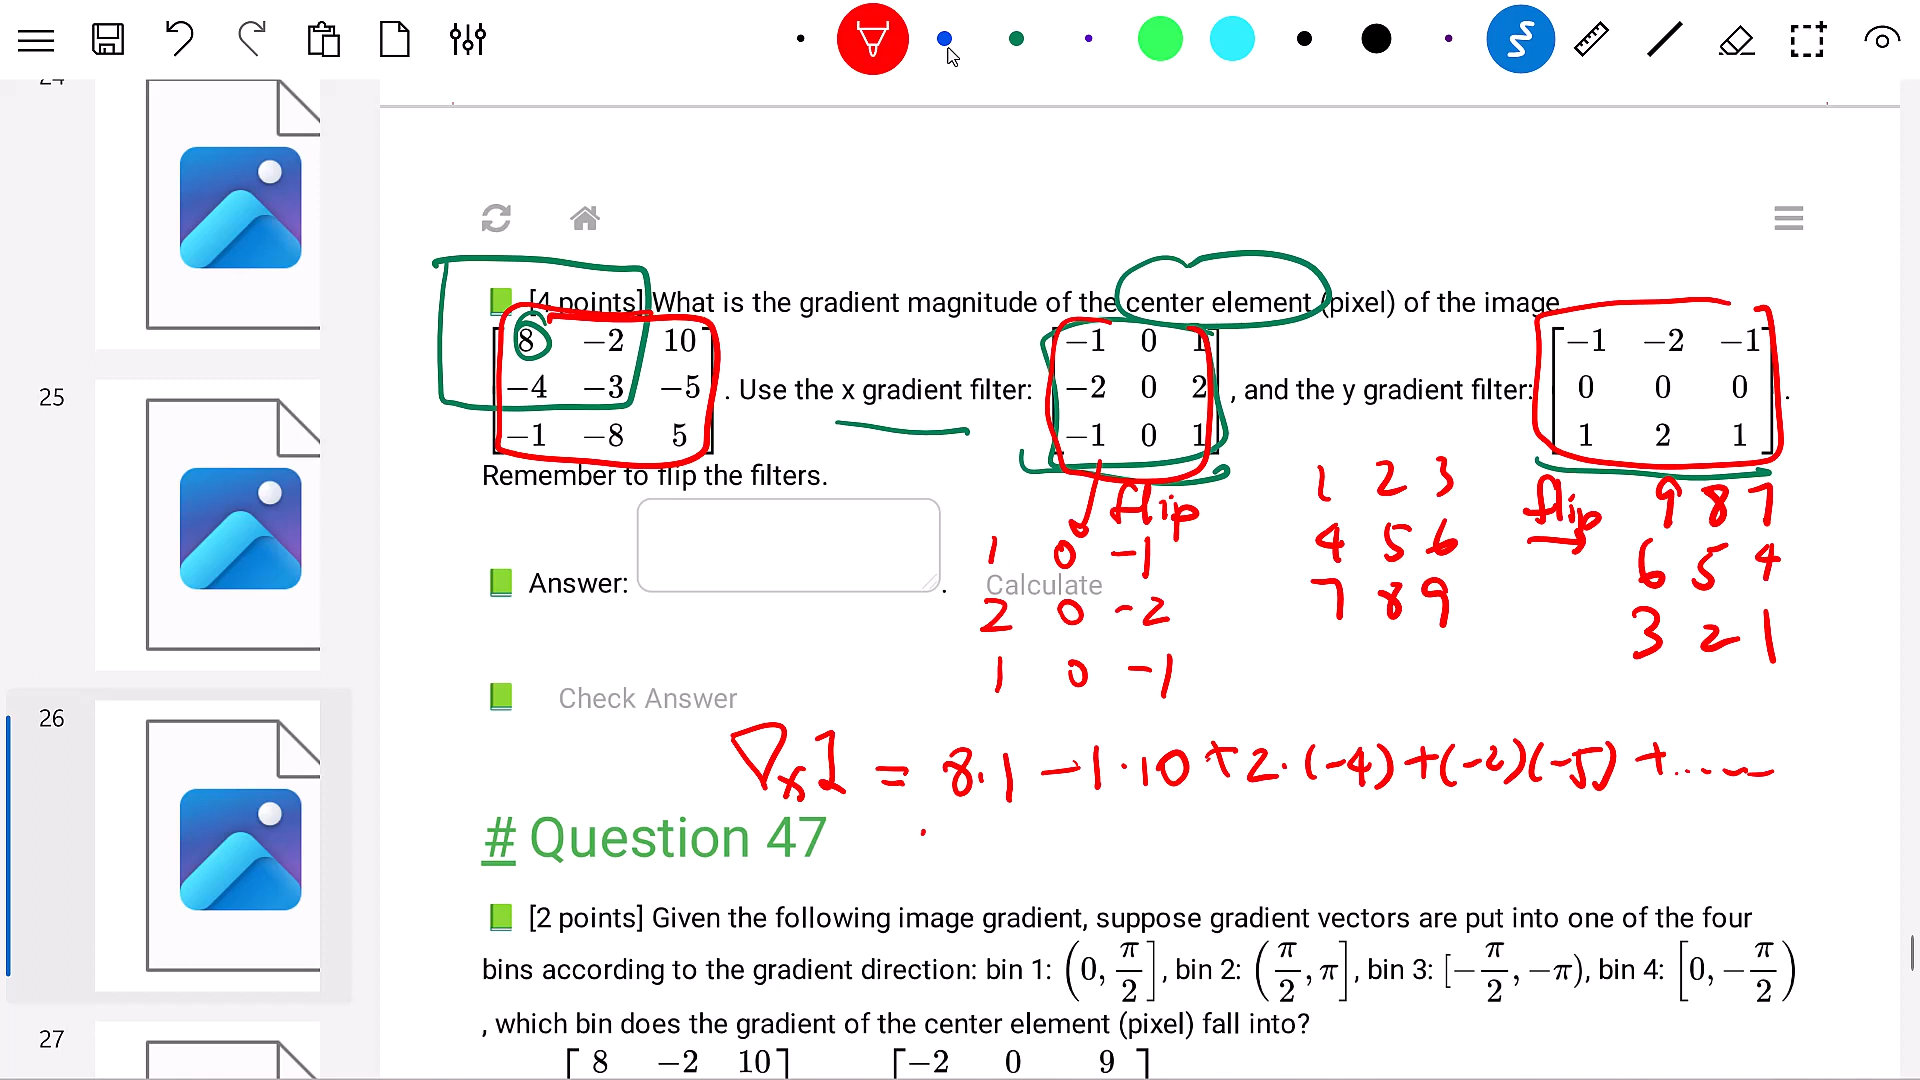 24
25
26
27
[4 points] What is the gradient magnitude of the center element (pixel) of the image
8 −2 10
−4 −3 −5
−1 −8 5
. Use the x gradient filter:
−1 0 1
−2 0 2
−1 0 1
, and the y gradient filter:
−1 −2 −1
0 0 0
1 2 1
.
Remember to flip the filters.
flip
1 0 -1
2 0 -2
1 0 -1
1 2 3
4 5 6
7 8 9
flip
9 8 7
6 5 4
3 2 1
Answer: . Calculate
Check Answer
∇x I = 8·1 -1·10 + 2·(-4) + (-2)(-5) + ......
# Question 47
[2 points] Given the following image gradient, suppose gradient vectors are put into one of the four
bins according to the gradient direction: bin 1: (0, π/2], bin 2: (π/2, π], bin 3: [−π/2, −π), bin 4: [0, −π/2)
, which bin does the gradient of the center element (pixel) fall into?
8 −2 10
−2 0 9